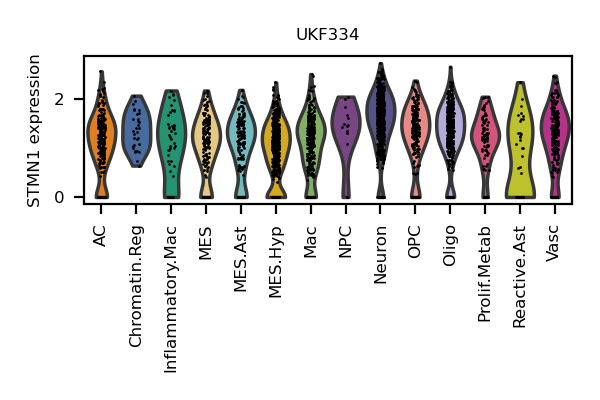 UKF334
STMN1 expression
2
0
AC
Chromatin.Reg
Inflammatory.Mac
MES
MES.Ast
MES.Hyp
Mac
NPC
Neuron
OPC
Oligo
Prolif.Metab
Reactive.Ast
Vasc